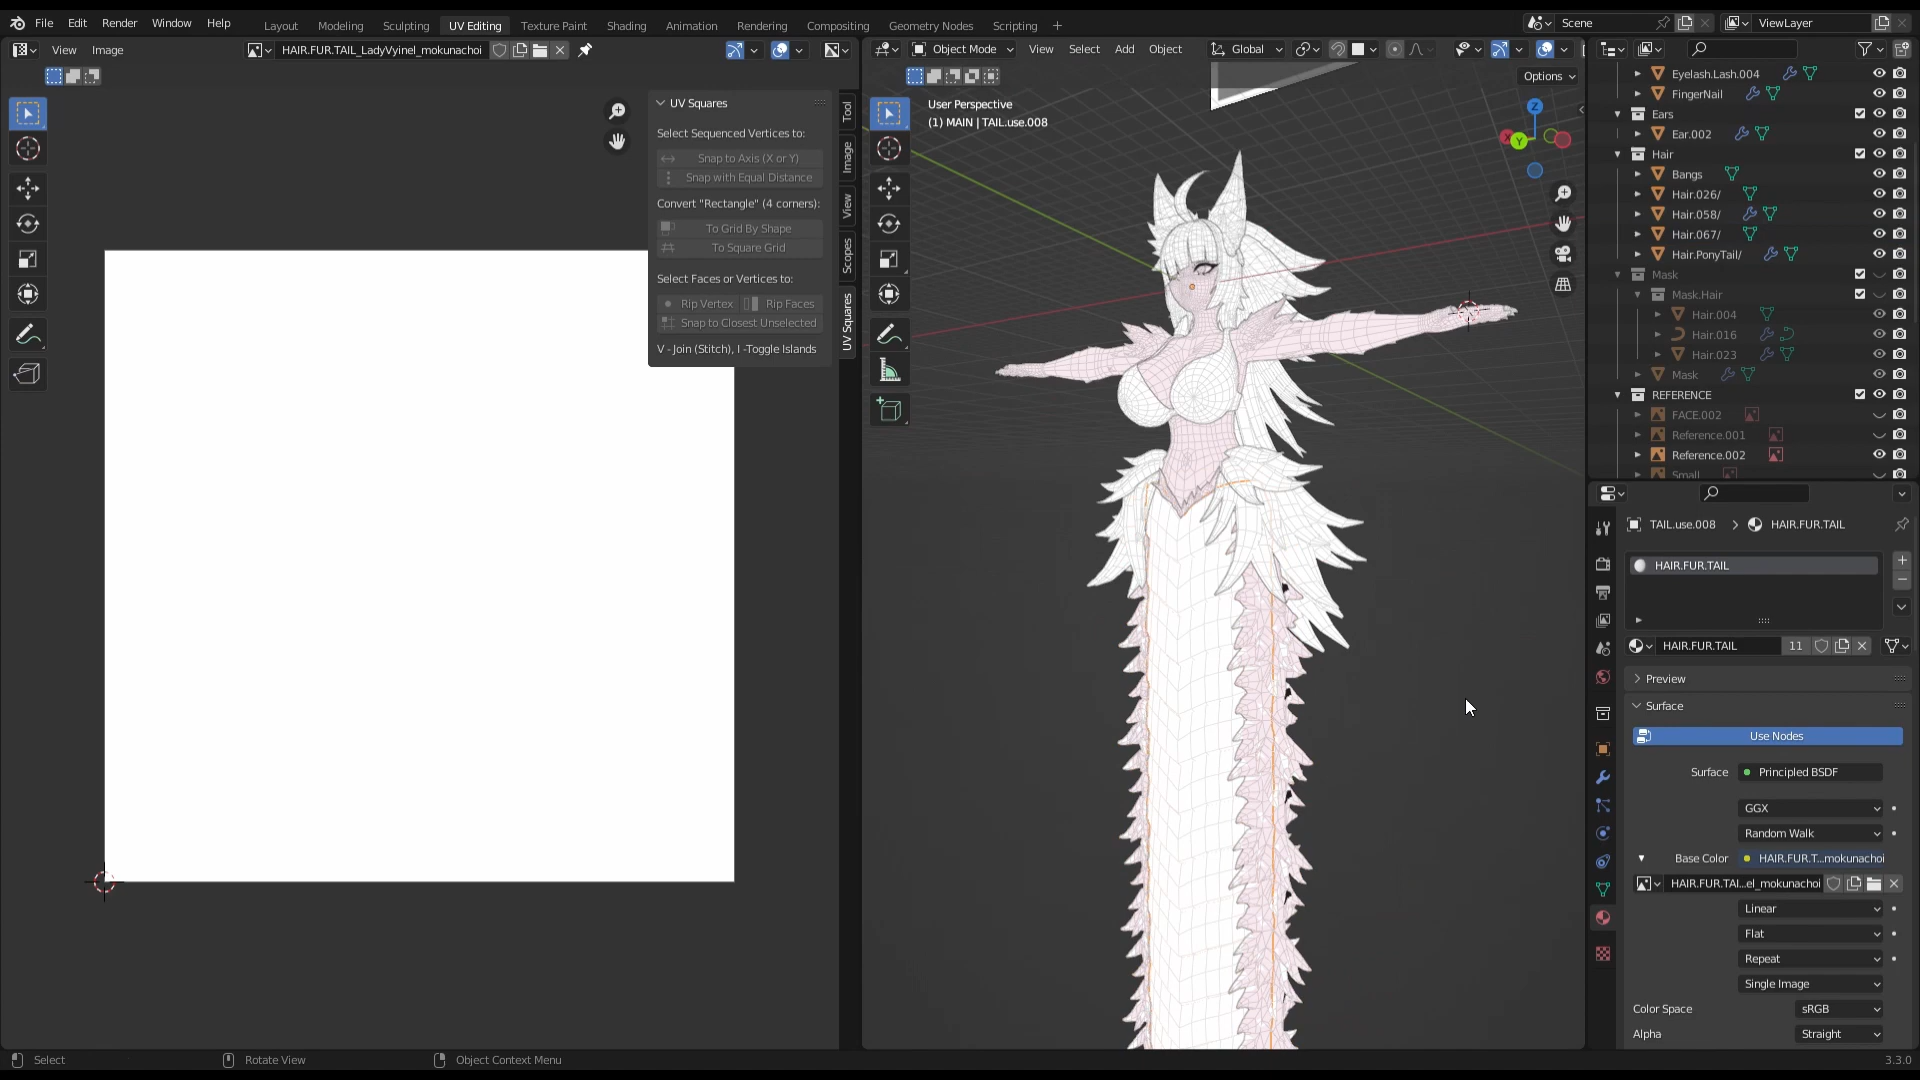 File Edit Render Window Help Layout Modeling Sculpting UV Editing Texture Paint Shading Animation Rendering Compositing Geometry Nodes Scripting + Scene ViewLayer
View Image HAIR.FUR.TAIL_LadyVyinel_mokunachoi
Object Mode View Select Add Object Global
Options
UV Squares
Select Sequenced Vertices to:
Snap to Axis (X or Y)
Snap with Equal Distance
Convert "Rectangle" (4 corners):
To Grid By Shape
To Square Grid
Select Faces or Vertices to:
Rip Vertex Rip Faces
Snap to Closest Unselected
V - Join (Stitch), I -Toggle Islands
Tool
Image
View
Scopes
UV Squares
User Perspective
(1) MAIN | TAIL.use.008
Z
Y
Eyelash.Lash.004
FingerNail
Ears
Ear.002
Hair
Bangs
Hair.026/
Hair.058/
Hair.067/
Hair.PonyTail/
Mask
Mask.Hair
Hair.004
Hair.016
Hair.023
Mask
REFERENCE
FACE.002
Reference.001
Reference.002
Small
TAIL.use.008 > HAIR.FUR.TAIL
HAIR.FUR.TAIL
HAIR.FUR.TAIL 11
Preview
Surface
Use Nodes
Surface Principled BSDF
GGX
Random Walk
Base Color HAIR.FUR.T...mokunachoi
HAIR.FUR.TAI...el_mokunachoi
Linear
Flat
Repeat
Single Image
Color Space sRGB
Alpha Straight
Select Rotate View Object Context Menu 3.3.0